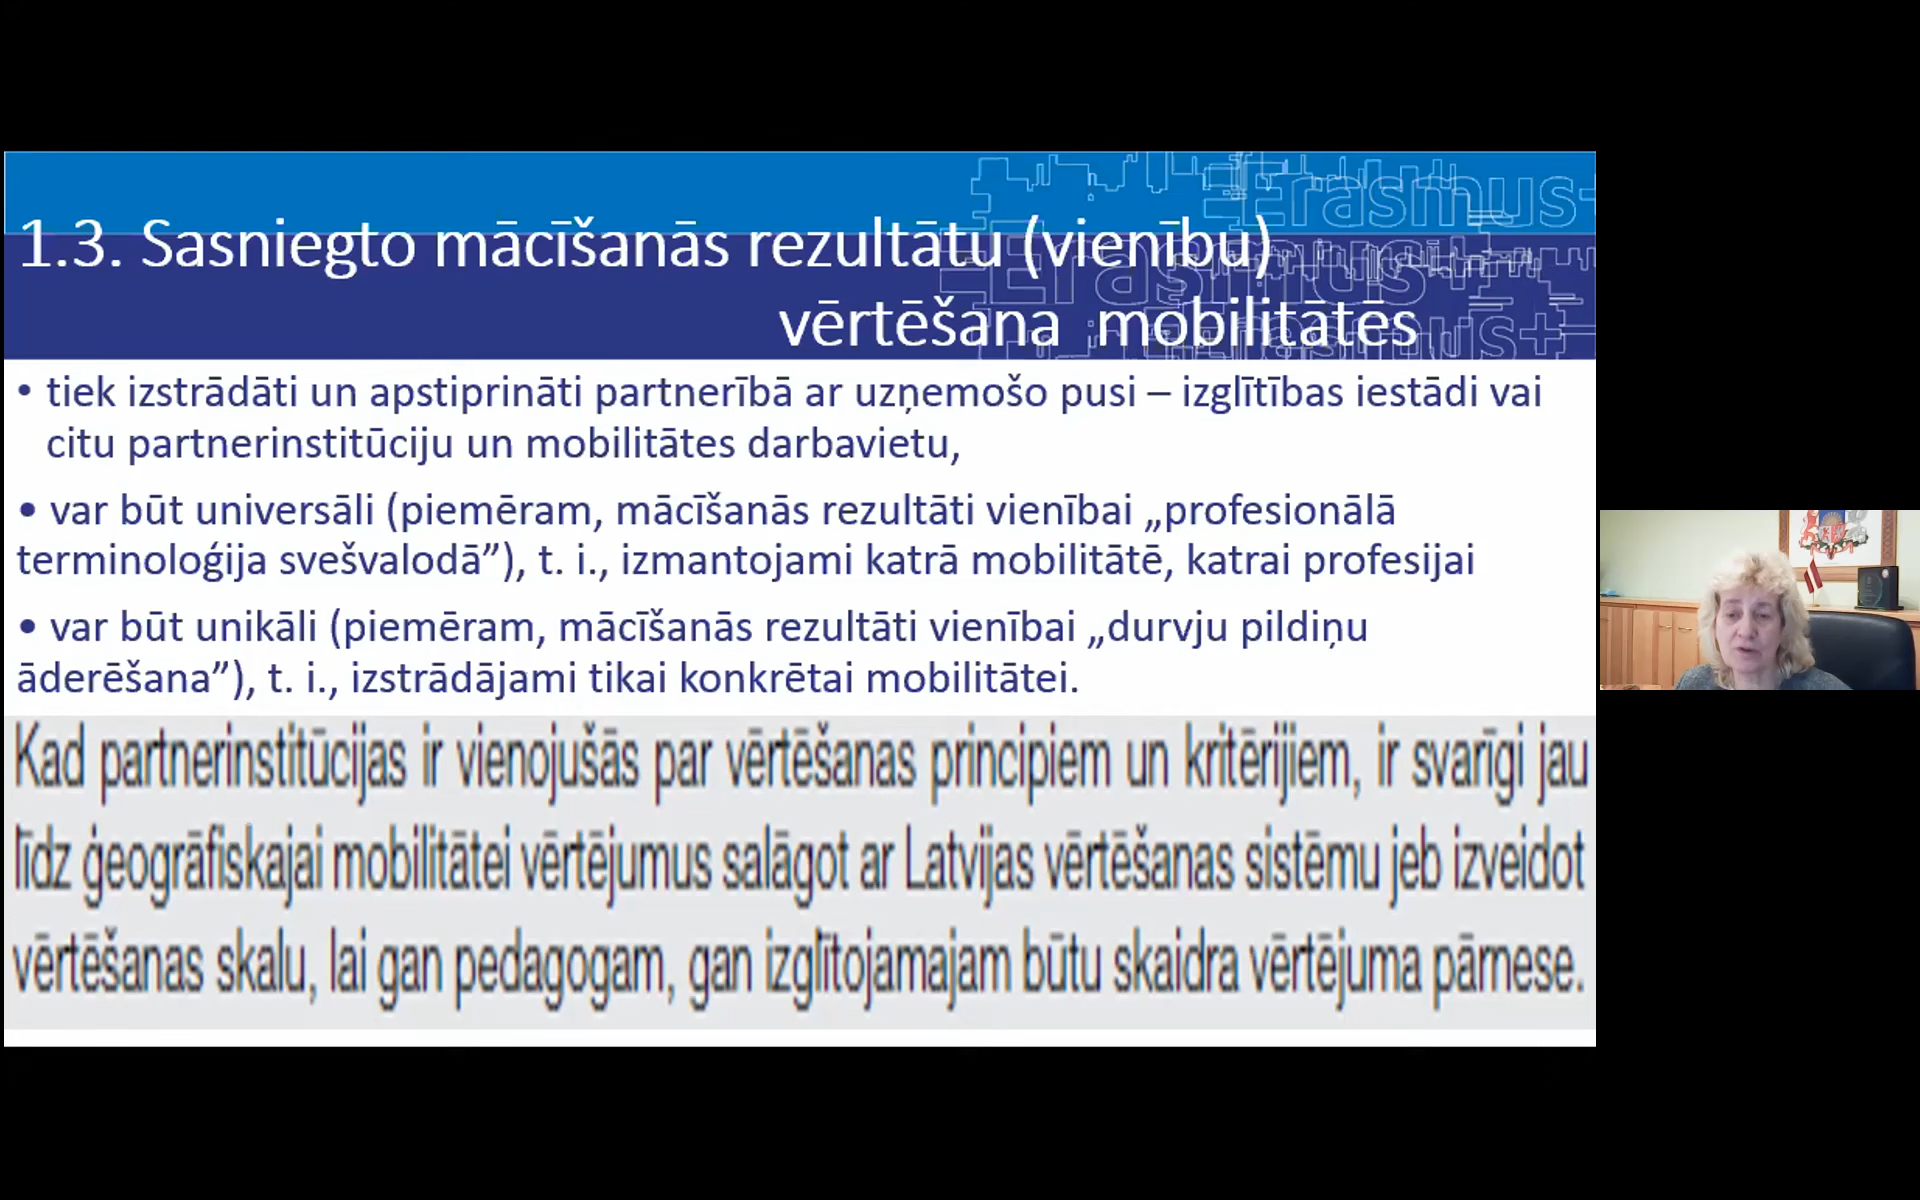 Erasmus+
1.3. Sasniegto mācīšanās rezultātu (vienību)
Erasmus+
vērtēšana mobilitātēs
Erasmus+
• tiek izstrādāti un apstiprināti partnerībā ar uzņemošo pusi – izglītības iestādi vai
citu partnerinstitūciju un mobilitātes darbavietu,
• var būt universāli (piemēram, mācīšanās rezultāti vienībai „profesionālā
terminoloģija svešvalodā”), t. i., izmantojami katrā mobilitātē, katrai profesijai
• var būt unikāli (piemēram, mācīšanās rezultāti vienībai „durvju pildiņu
āderēšana”), t. i., izstrādājami tikai konkrētai mobilitātei.
Kad partnerinstitūcijas ir vienojušās par vērtēšanas principiem un kritērijiem, ir svarīgi jau
līdz ģeogrāfiskajai mobilitātei vērtējumus salāgot ar Latvijas vērtēšanas sistēmu jeb izveidot
vērtēšanas skalu, lai gan pedagogam, gan izglītojamajam būtu skaidra vērtējuma pārnese.